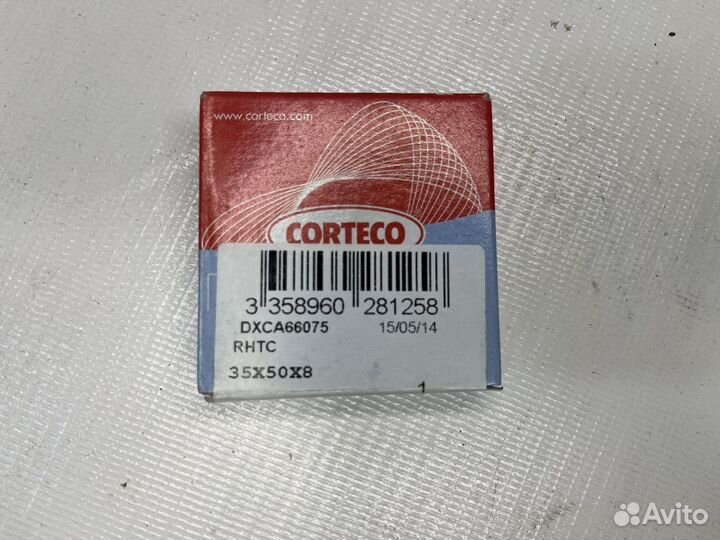 www.corteco.com
CORTECO
3 358960 281258
DXCA66075 15/05/14
RHTC
35X50X8
1
Avito